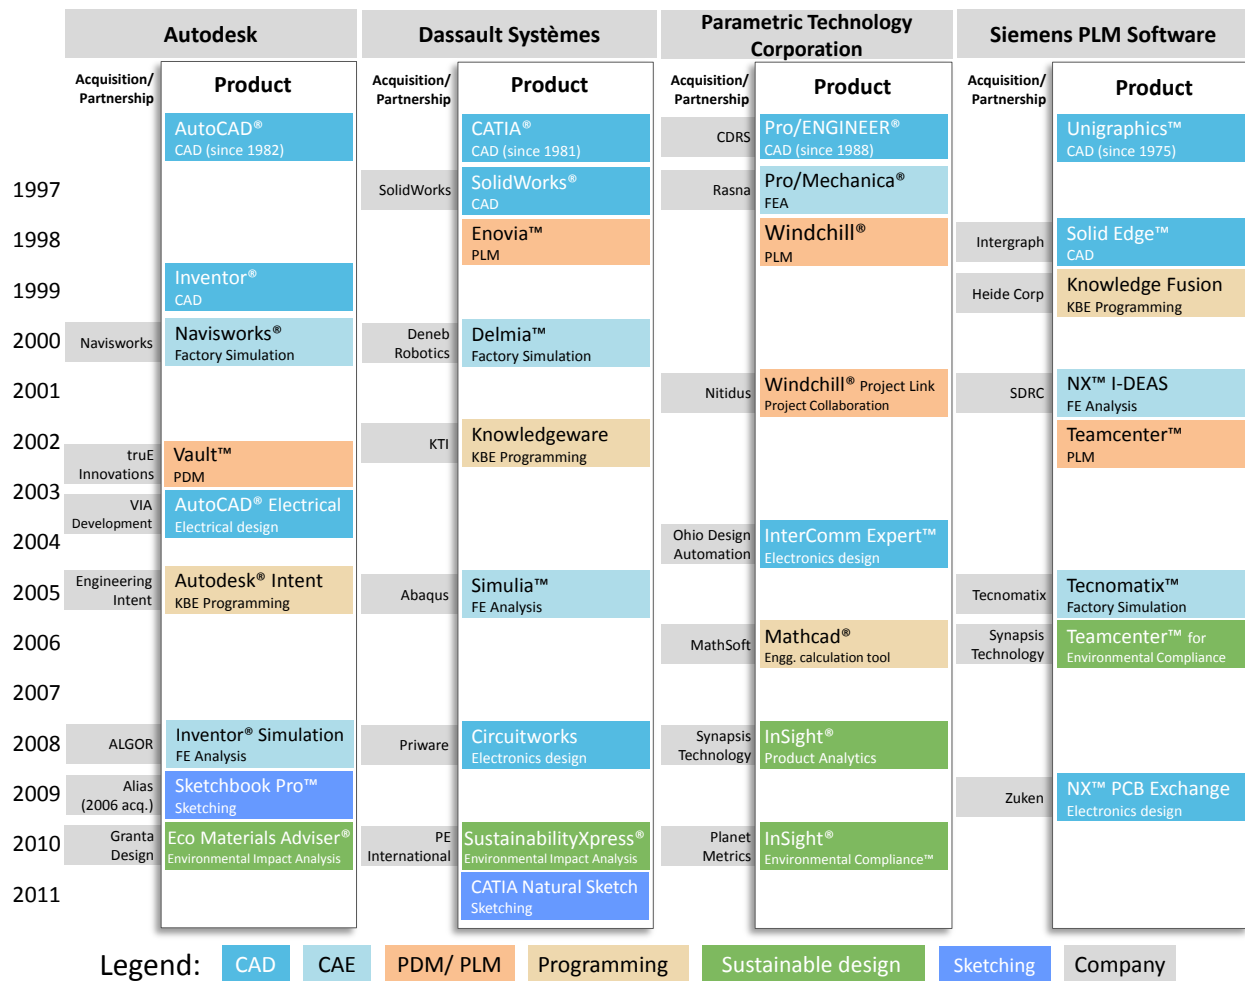 Autodesk
Dassault Systèmes
Parametric Technology
Corporation
Siemens PLM Software
Acquisition/
Partnership
Product
Acquisition/
Partnership
Product
Acquisition/
Partnership
Product
Acquisition/
Partnership
Product
AutoCAD®
CAD (since 1982)
CATIA®
CAD (since 1981)
CDRS
Pro/ENGINEER®
CAD (since 1988)
Unigraphics™
CAD (since 1975)
1997
SolidWorks
SolidWorks®
CAD
Rasna
Pro/Mechanica®
FEA
1998
Enovia™
PLM
Windchill®
PLM
Intergraph
Solid Edge™
CAD
1999
Inventor®
CAD
Heide Corp
Knowledge Fusion
KBE Programming
2000
Navisworks
Navisworks®
Factory Simulation
Deneb
Robotics
Delmia™
Factory Simulation
2001
Nitidus
Windchill® Project Link
Project Collaboration
SDRC
NX™ I-DEAS
FE Analysis
2002
truE
Innovations
Vault™
PDM
KTI
Knowledgeware
KBE Programming
Teamcenter™
PLM
2003
VIA
Development
AutoCAD® Electrical
Electrical design
2004
Ohio Design
Automation
InterComm Expert™
Electronics design
2005
Engineering
Intent
Autodesk® Intent
KBE Programming
Abaqus
Simulia™
FE Analysis
Tecnomatix
Tecnomatix™
Factory Simulation
2006
MathSoft
Mathcad®
Engg. calculation tool
Synapsis
Technology
Teamcenter™ for
Environmental Compliance
2007
2008
ALGOR
Inventor® Simulation
FE Analysis
Priware
Circuitworks
Electronics design
Synapsis
Technology
InSight®
Product Analytics
2009
Alias
(2006 acq.)
Sketchbook Pro™
Sketching
Zuken
NX™ PCB Exchange
Electronics design
2010
Granta
Design
Eco Materials Adviser®
Environmental Impact Analysis
PE
International
SustainabilityXpress®
Environmental Impact Analysis
Planet
Metrics
InSight®
Environmental Compliance™
2011
CATIA Natural Sketch
Sketching
Legend:
CAD
CAE
PDM/ PLM
Programming
Sustainable design
Sketching
Company